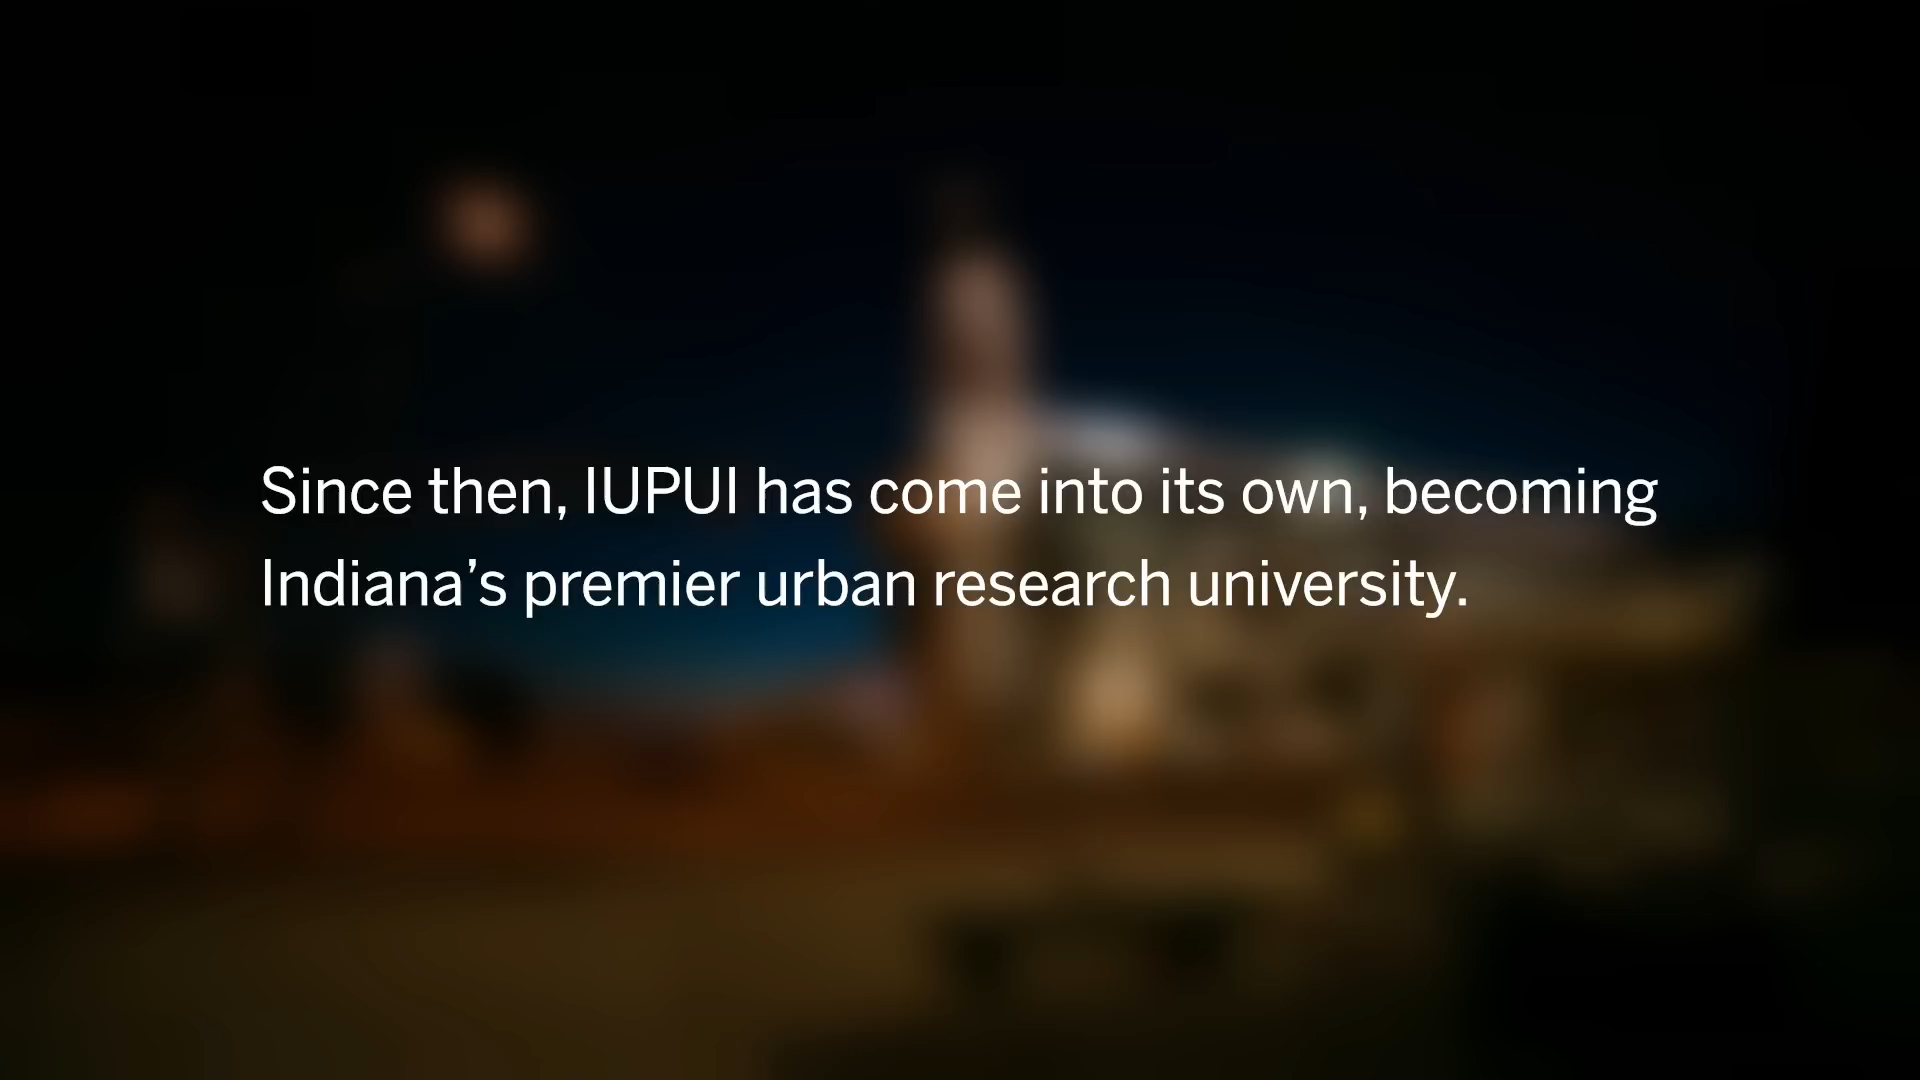 Since then, IUPUI has come into its own, becoming
Indiana’s premier urban research university.